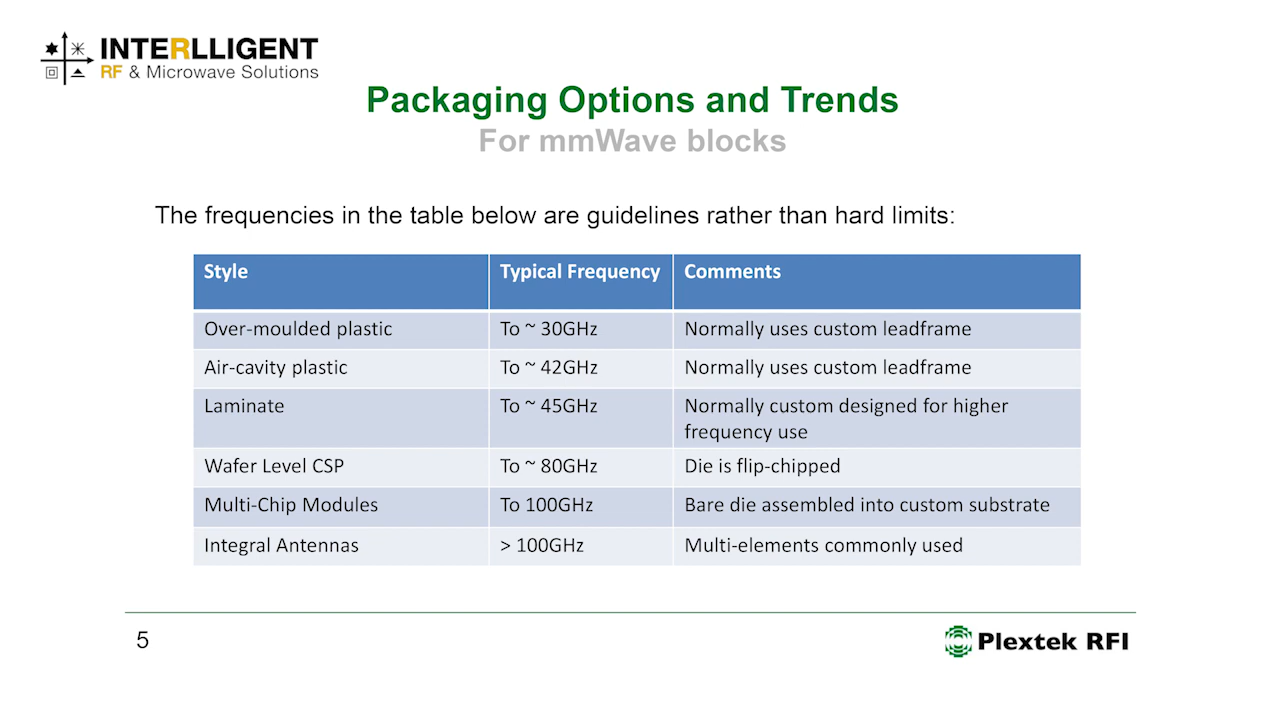 INTERLLIGENT
RF & Microwave Solutions
Packaging Options and Trends
For mmWave blocks
The frequencies in the table below are guidelines rather than hard limits:
Style Typical Frequency Comments
Over-moulded plastic To ~ 30GHz Normally uses custom leadframe
Air-cavity plastic To ~ 42GHz Normally uses custom leadframe
Laminate To ~ 45GHz Normally custom designed for higher
frequency use
Wafer Level CSP To ~ 80GHz Die is flip-chipped
Multi-Chip Modules To 100GHz Bare die assembled into custom substrate
Integral Antennas > 100GHz Multi-elements commonly used
5
Plextek RFI